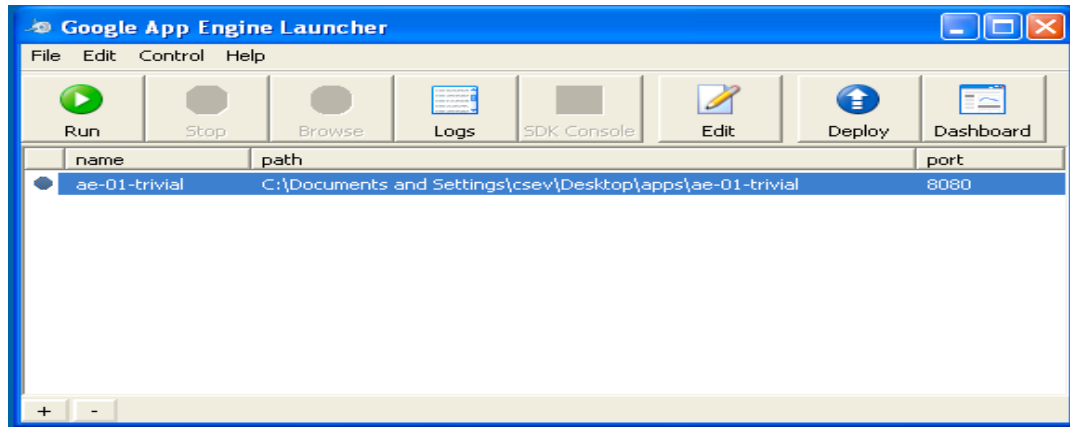 Google App Engine Launcher
File Edit Control Help
Run Stop Browse Logs SDK Console Edit Deploy Dashboard
name path port
ae-01-trivial C:\Documents and Settings\csev\Desktop\apps\ae-01-trivial 8080
+ -